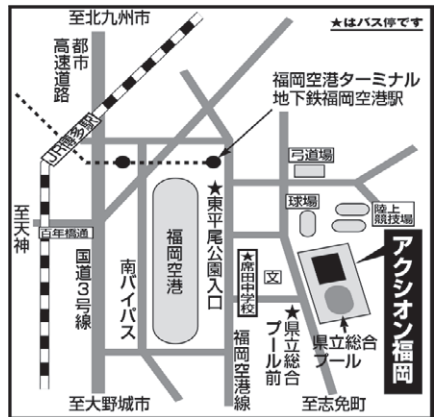 至北九州市
★はバス停です
都市
高速道路
福岡空港ターミナル
地下鉄福岡空港駅
JR博多駅
弓道場
至天神
百年橋通
国道3号線
南バイパス
福岡空港
★東平尾公園入口
球場
陸上
競技場
★席田中学校
文
福岡空港線
★県立総合
プール前
アクシオン福岡
県立総合
プール
至大野城市
至志免町